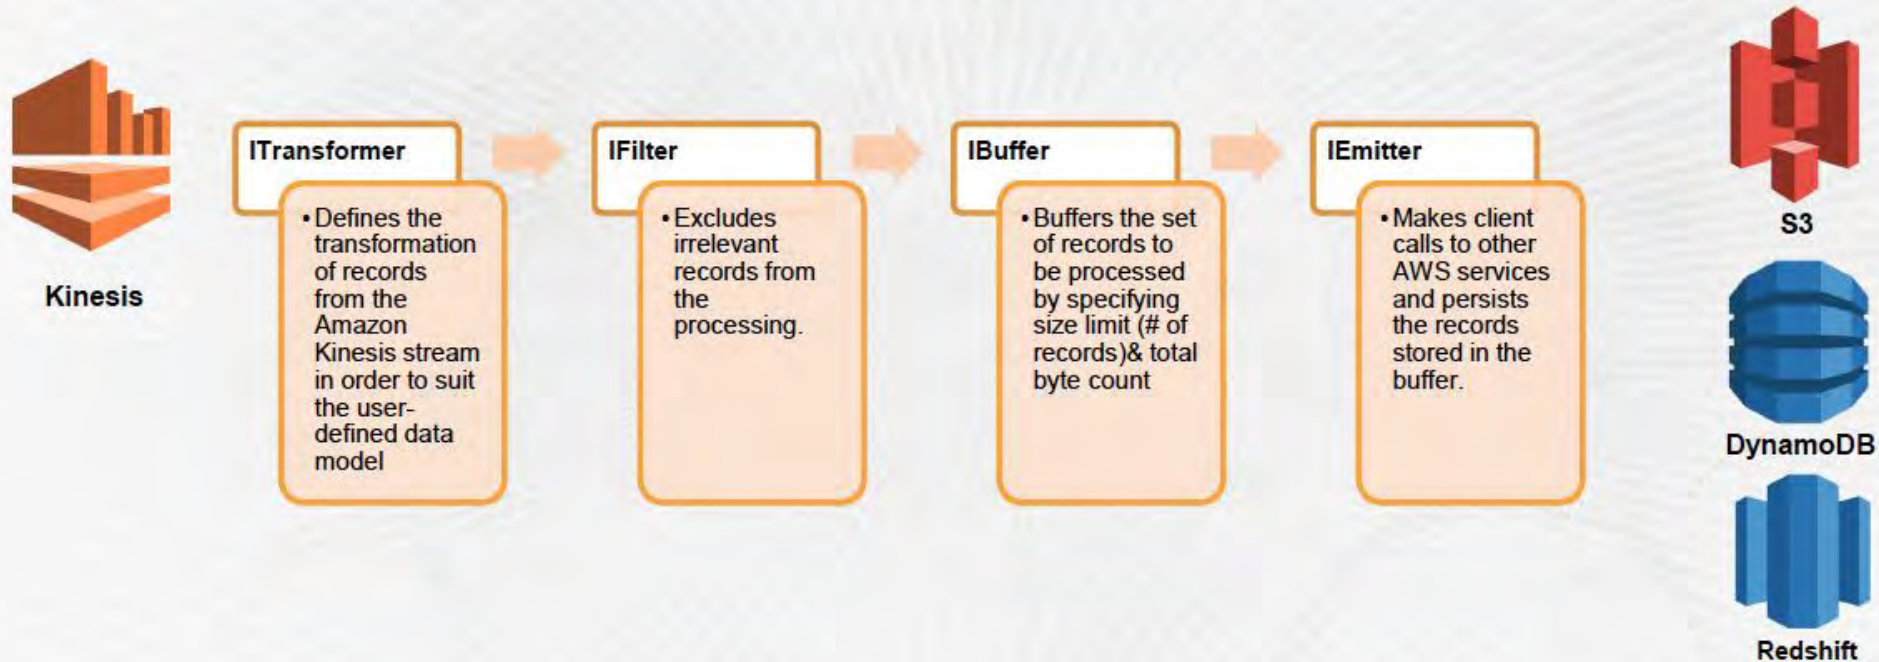 Kinesis
ITransformer
•Defines the
transformation
of records
from the
Amazon
Kinesis stream
in order to suit
the user-
defined data
model
IFilter
•Excludes
irrelevant
records from
the
processing.
IBuffer
•Buffers the set
of records to
be processed
by specifying
size limit (# of
records)& total
byte count
IEmitter
•Makes client
calls to other
AWS services
and persists
the records
stored in the
buffer.
S3
DynamoDB
Redshift